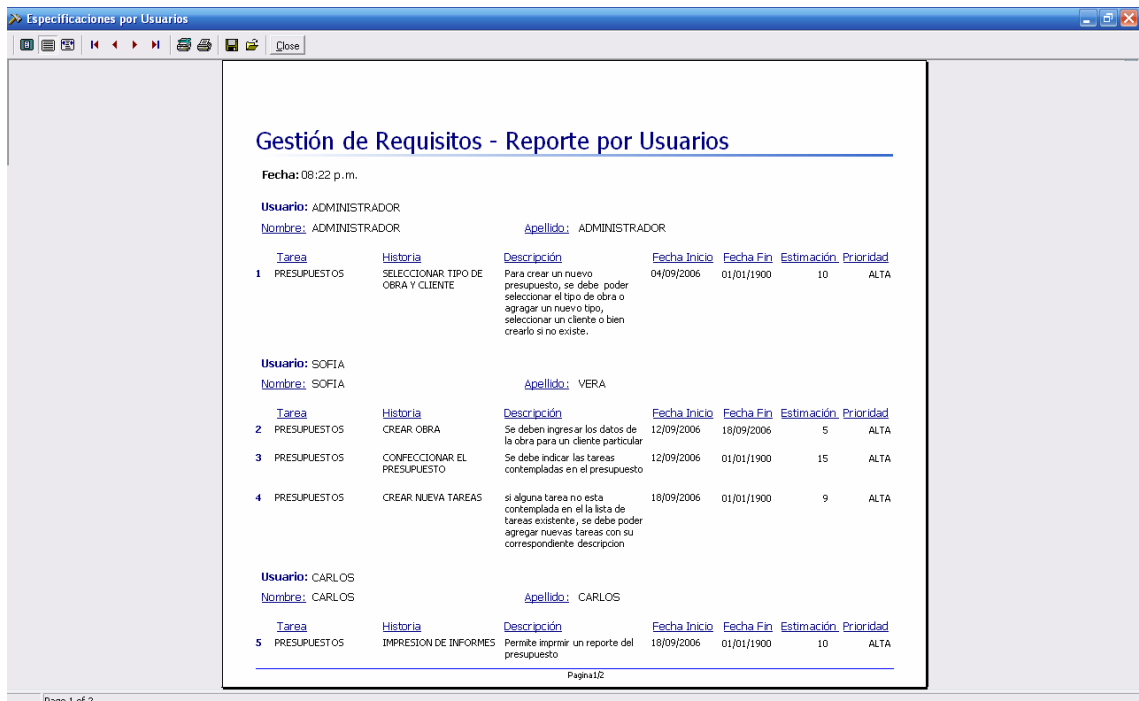 Especificaciones por Usuarios
Close
Gestión de Requisitos - Reporte por Usuarios
Fecha: 08:22 p.m.
Usuario: ADMINISTRADOR
Nombre: ADMINISTRADOR Apellido: ADMINISTRADOR
Tarea Historia Descripción Fecha Inicio Fecha Fin Estimación Prioridad
1 PRESUPUESTOS SELECCIONAR TIPO DE Para crear un nuevo 04/09/2006 01/01/1900 10 ALTA
OBRA Y CLIENTE presupuesto, se debe poder
seleccionar el tipo de obra o
agragar un nuevo tipo,
seleccionar un cliente o bien
crearlo si no existe.
Usuario: SOFIA
Nombre: SOFIA Apellido: VERA
Tarea Historia Descripción Fecha Inicio Fecha Fin Estimación Prioridad
2 PRESUPUESTOS CREAR OBRA Se deben ingresar los datos de 12/09/2006 18/09/2006 5 ALTA
la obra para un cliente particular
3 PRESUPUESTOS CONFECCIONAR EL Se debe indicar las tareas 12/09/2006 01/01/1900 15 ALTA
PRESUPUESTO contempladas en el presupuesto
4 PRESUPUESTOS CREAR NUEVA TAREAS si alguna tarea no esta 18/09/2006 01/01/1900 9 ALTA
contemplada en el la lista de
tareas existente, se debe poder
agregar nuevas tareas con su
correspondiente descripcion
Usuario: CARLOS
Nombre: CARLOS Apellido: CARLOS
Tarea Historia Descripción Fecha Inicio Fecha Fin Estimación Prioridad
5 PRESUPUESTOS IMPRESION DE INFORMES Permite imprmir un reporte del 18/09/2006 01/01/1900 10 ALTA
presupuesto
Pagina1/2
Page 1 of 2